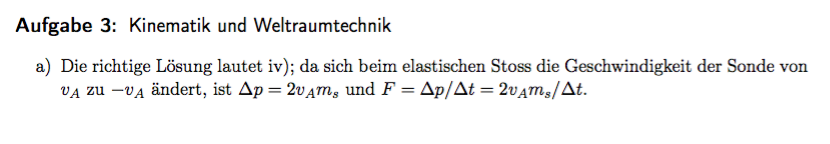 Aufgabe 3: Kinematik und Weltraumtechnik
a) Die richtige Lösung lautet iv); da sich beim elastischen Stoss die Geschwindigkeit der Sonde von
v_A zu −v_A ändert, ist Δp = 2v_A m_s und F = Δp/Δt = 2v_A m_s/Δt.